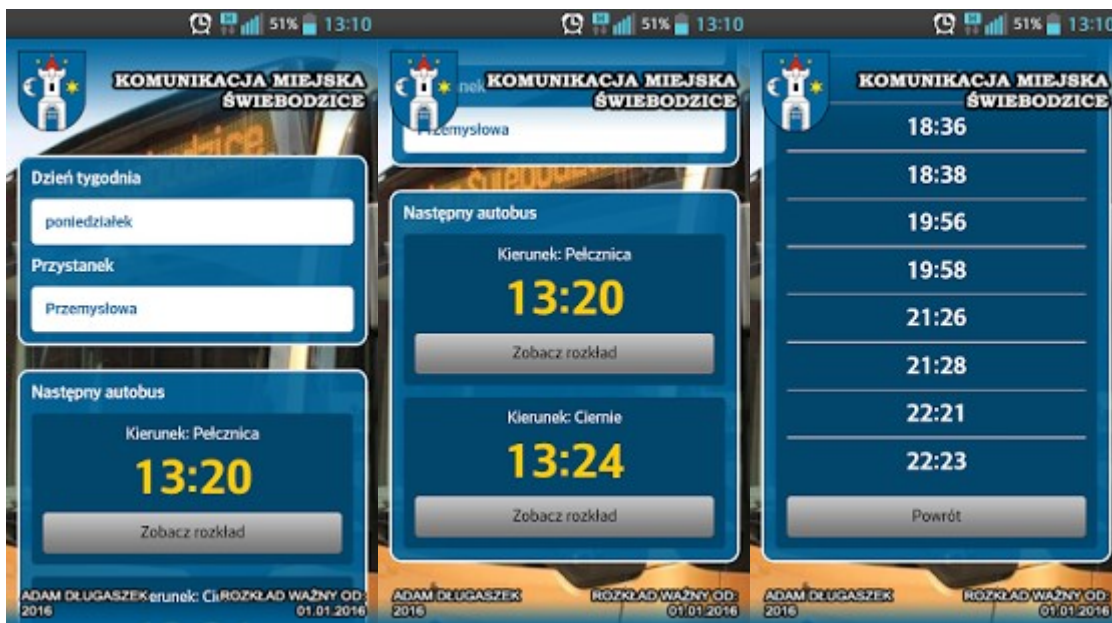 51% 13:10
KOMUNIKACJA MIEJSKA
ŚWIEBODZICE
Dzień tygodnia
poniedziałek
Przystanek
Przemysłowa
Następny autobus
Kierunek: Pełcznica
13:20
Zobacz rozkład
ADAM DŁUGASZEK erunek: Ci ROZKŁAD WAŻNY OD:
2016 01.01.2016
51% 13:10
nek KOMUNIKACJA MIEJSKA
ŚWIEBODZICE
Przemysłowa
Następny autobus
Kierunek: Pełcznica
13:20
Zobacz rozkład
Kierunek: Ciernie
13:24
Zobacz rozkład
ADAM DŁUGASZEK ROZKŁAD WAŻNY OD:
2016 01.01.2016
51% 13:10
KOMUNIKACJA MIEJSKA
ŚWIEBODZICE
18:36
18:38
19:56
19:58
21:26
21:28
22:21
22:23
Powrót
ADAM DŁUGASZEK ROZKŁAD WAŻNY OD:
2016 01.01.2016